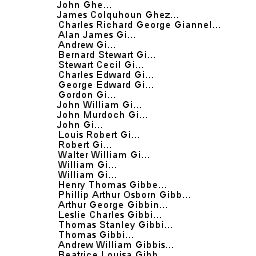 John Ghe...
James Colquhoun Ghez...
Charles Richard George Giannel...
Alan James Gi...
Andrew Gi...
Bernard Stewart Gi...
Stewart Cecil Gi...
Charles Edward Gi...
George Edward Gi...
Gordon Gi...
John William Gi...
John Murdoch Gi...
John Gi...
Louis Robert Gi...
Robert Gi...
Walter William Gi...
William Gi...
William Gi...
Henry Thomas Gibbe...
Phillip Arthur Osborn Gibb...
Arthur George Gibbin...
Leslie Charles Gibbi...
Thomas Stanley Gibbi...
Thomas Gibbi...
Andrew William Gibbis...
Beatrice Louisa Gibb